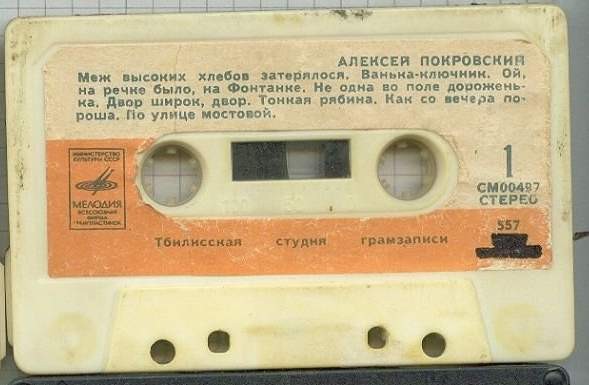 АЛЕКСЕЙ ПОКРОВСКИЙ
Меж высоких хлебов затерялося. Ванька-ключник. Ой,
на речке было, на Фонтанке. Не одна во поле дорожень-
ка. Двор широк, двор. Тонкая рябина. Как со вечера по-
роша. По улице мостовой.
МИНИСТЕРСТВО
КУЛЬТУРЫ СССР
МЕЛОДИЯ
ВСЕСОЮЗНАЯ
ФИРМА
ГРАМПЛАСТИНОК
1
СМ00497
СТЕРЕО
557
Тбилисская студия грамзаписи